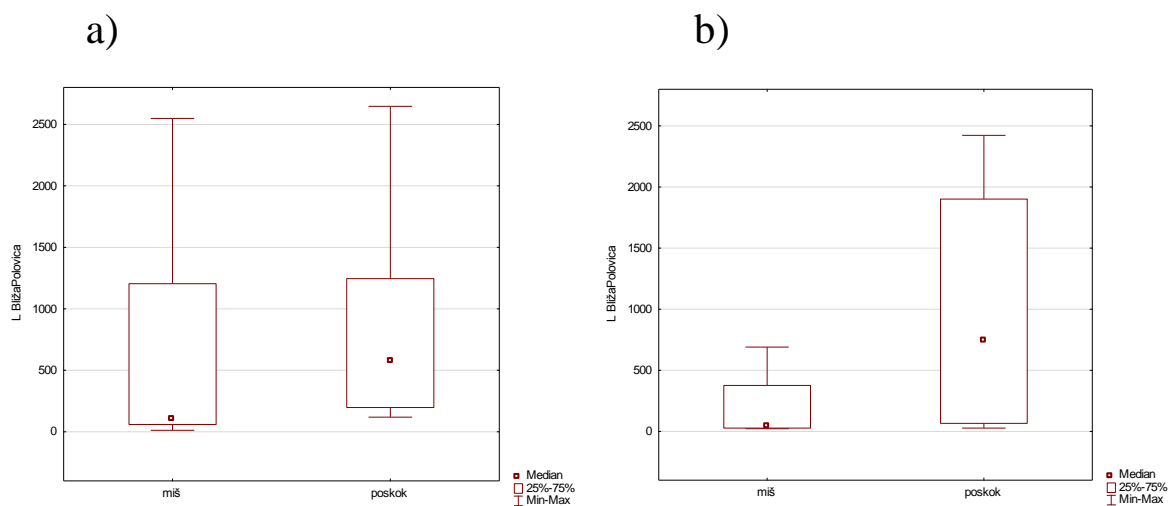 a)
L BližaPolovica
2500
2000
1500
1000
500
0
miš
poskok
Median
25%-75%
Min-Max
b)
L BližaPolovica
2500
2000
1500
1000
500
0
miš
poskok
Median
25%-75%
Min-Max